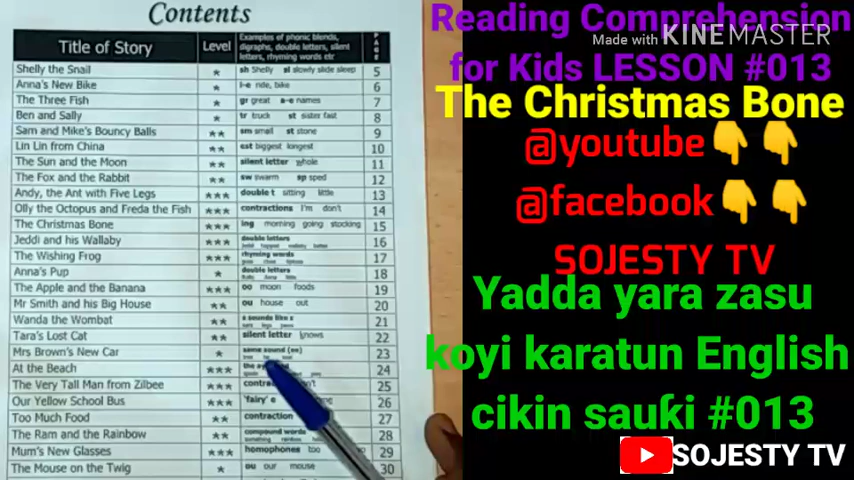 Contents
Title of Story Level Examples of phonic blends, digraphs, double letters, silent letters, rhyming words etc PAGE
Shelly the Snail ★ sh Shelly sl slowly slide sleep 5
Anna's New Bike ★ i-e ride, bike 6
The Three Fish ★ gr great a-e names 7
Ben and Sally ★ tr truck st sister fast 8
Sam and Mike's Bouncy Balls ★★ sm small st stone 9
Lin Lin from China ★★ est biggest longest 10
The Sun and the Moon ★★ silent letter whole 11
The Fox and the Rabbit ★★ sw swarm sp sped 12
Andy, the Ant with Five Legs ★★★ double t sitting little 13
Olly the Octopus and Freda the Fish ★★★ contractions I'm don't 14
The Christmas Bone ★★★ ing morning going stocking 15
Jeddi and his Wallaby ★★ double letters 16
The Wishing Frog ★★★ rhyming words 17
Anna's Pup ★ double letters 18
The Apple and the Banana ★★★ oo moon foods 19
Mr Smith and his Big House ★★ ou house out 20
Wanda the Wombat ★★ s sounds like z 21
Tara's Lost Cat ★★ silent letter knows 22
Mrs Brown's New Car ★ same sound (ee) 23
At the Beach ★★★ 24
The Very Tall Man from Zilbee ★★★ 25
Our Yellow School Bus ★★★ 'fairy' e 26
Too Much Food ★★ contraction 27
The Ram and the Rainbow ★★ compound words something rainbow 28
Mum's New Glasses ★★★ homophones too 29
The Mouse on the Twig ★ ou our mouse 30
Reading Comprehension
Made with KINEMASTER
for Kids LESSON #013
The Christmas Bone
@youtube👇👇
@facebook👇👇
SOJESTY TV
Yadda yara zasu
koyi karatun English
cikin sauƙi #013
SOJESTY TV